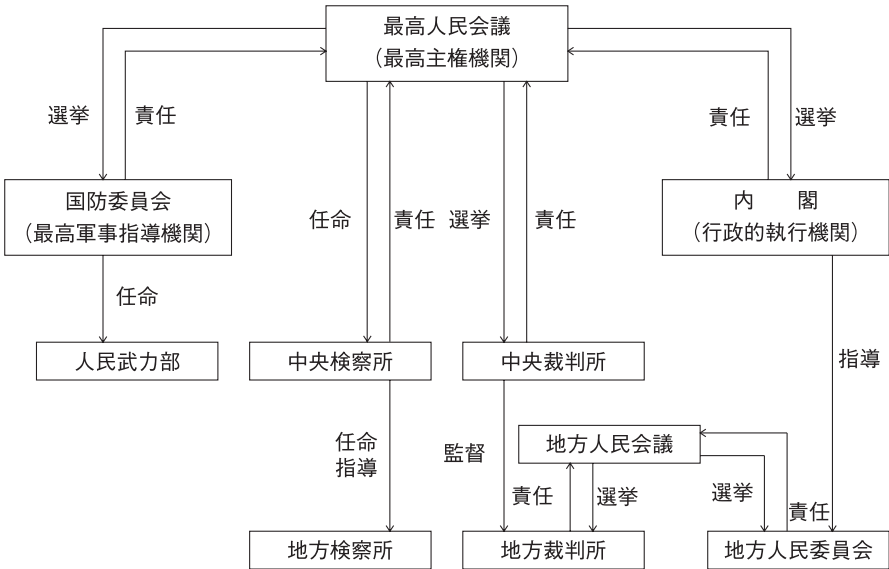 最高人民会議
（最高主権機関）
選挙
責任
責任
選挙
国防委員会
（最高軍事指導機関）
任命
責任
選挙
責任
内　　閣
（行政的執行機関）
任命
人民武力部
中央検察所
中央裁判所
指導
任命
指導
監督
地方人民会議
責任
選挙
選挙
責任
地方検察所
地方裁判所
地方人民委員会